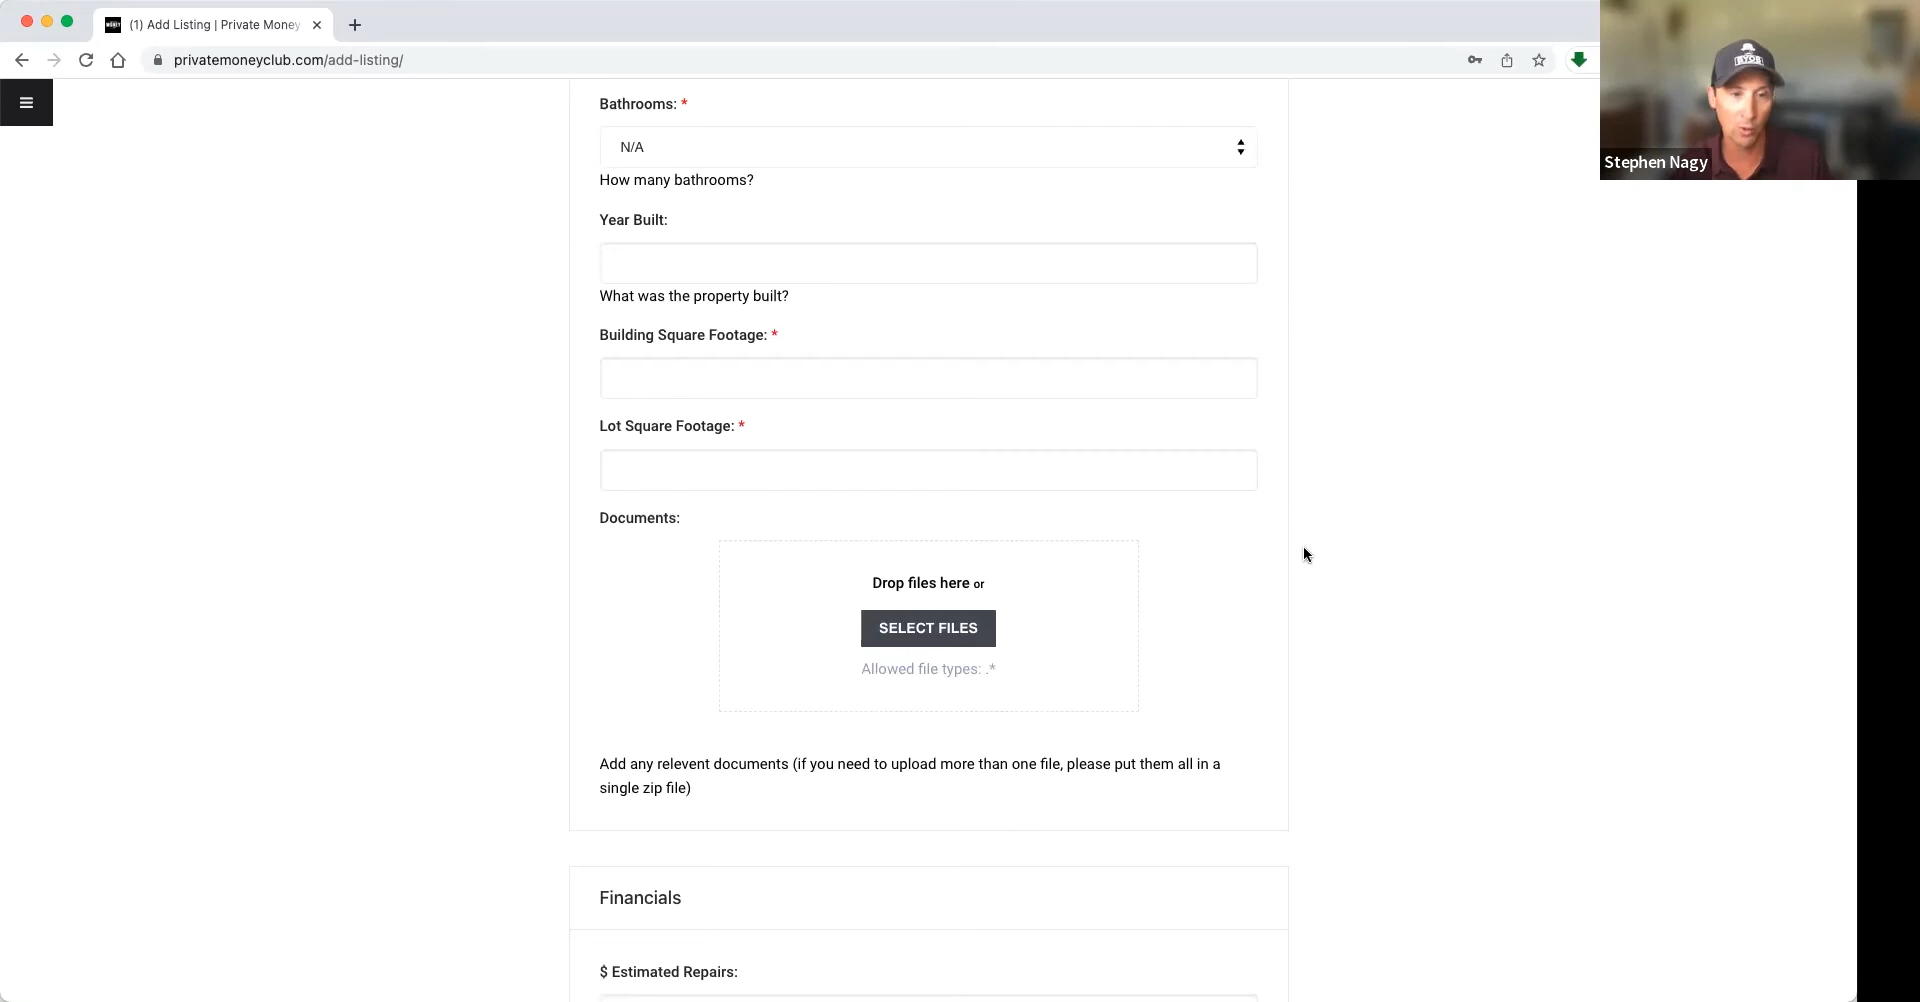 (1) Add Listing | Private Money
privatemoneyclub.com/add-listing/
Stephen Nagy
Bathrooms: *
N/A
How many bathrooms?
Year Built:
What was the property built?
Building Square Footage: *
Lot Square Footage: *
Documents:
Drop files here or
SELECT FILES
Allowed file types: .*
Add any relevent documents (if you need to upload more than one file, please put them all in a
single zip file)
Financials
$ Estimated Repairs: